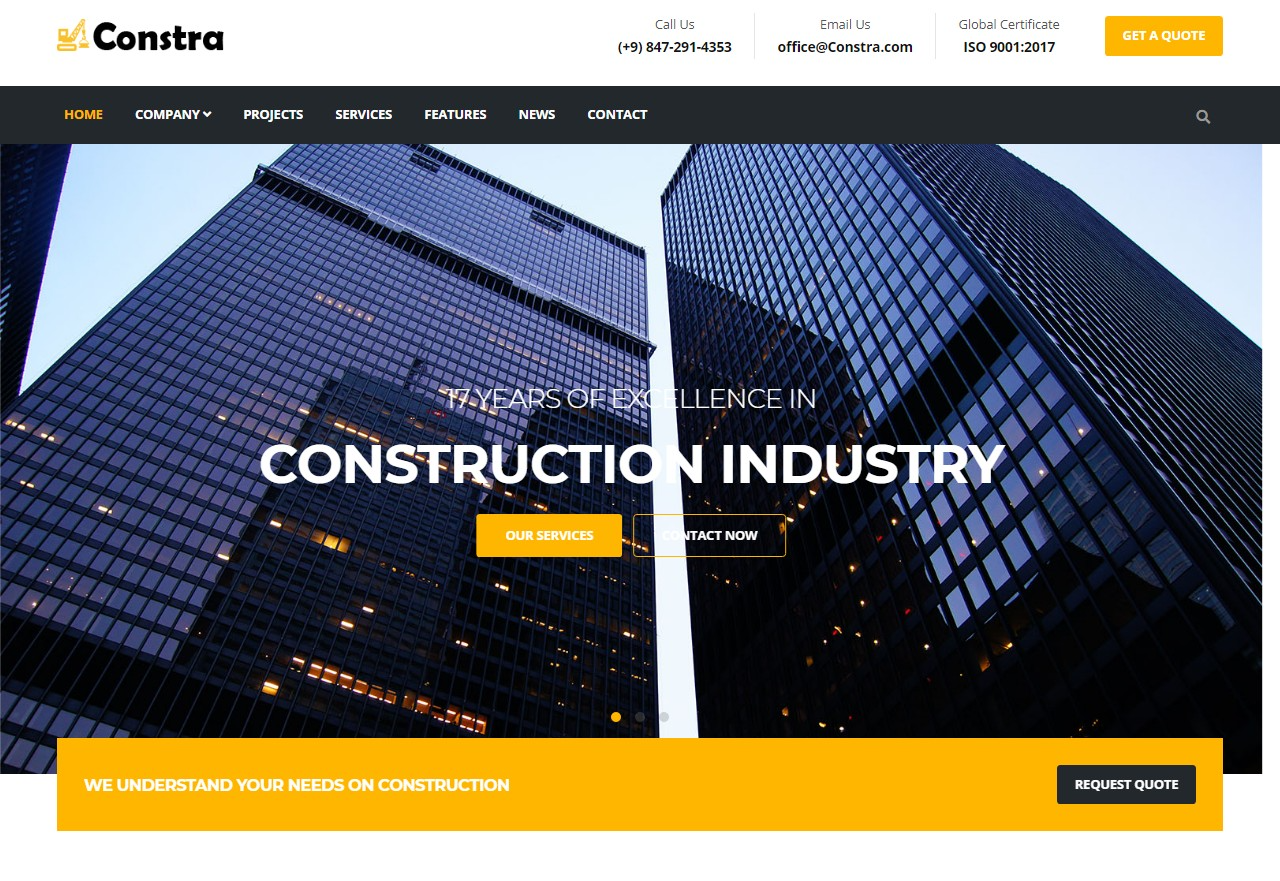 Constra
Call Us
(+9) 847-291-4353
Email Us
office@Constra.com
Global Certificate
ISO 9001:2017
GET A QUOTE
HOME
COMPANY
PROJECTS
SERVICES
FEATURES
NEWS
CONTACT
17 YEARS OF EXCELLENCE IN
CONSTRUCTION INDUSTRY
OUR SERVICES
CONTACT NOW
WE UNDERSTAND YOUR NEEDS ON CONSTRUCTION
REQUEST QUOTE